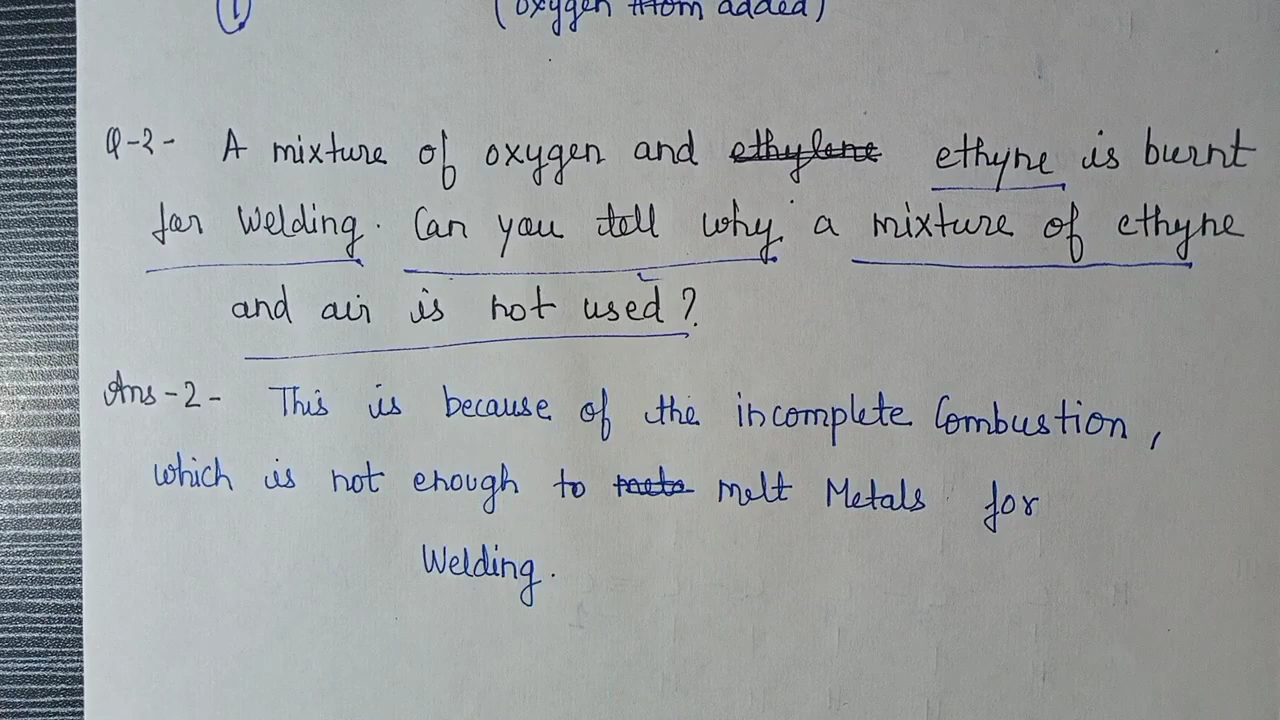 (oxygen Atom added)
Q-2- A mixture of oxygen and ethylene ethyne is burnt
for Welding. Can you tell why a mixture of ethyne
and air is not used?
Ans-2- This is because of the incomplete Combustion,
which is not enough to melt Metals for
Welding.